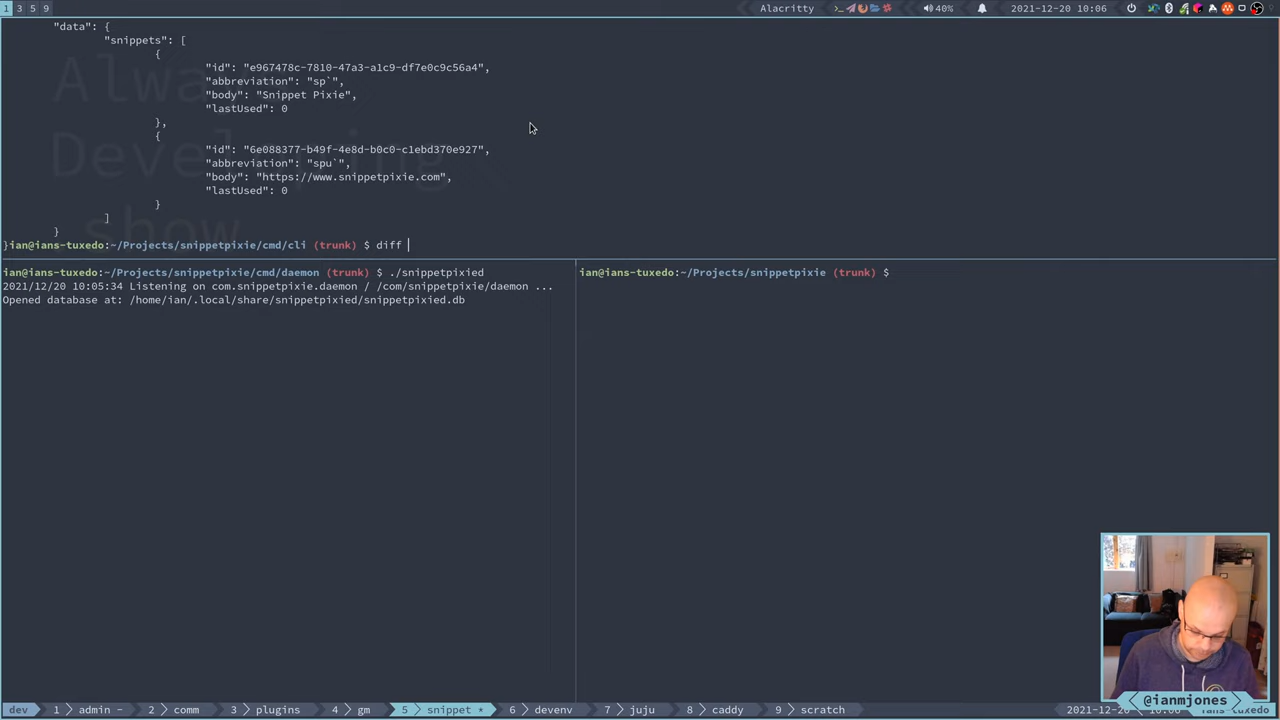 1 3 5 9
Alacritty
40%
2021-12-20 10:06
"data": {
"snippets": [
{
"id": "e967478c-7810-47a3-a1c9-df7e0c9c56a4",
"abbreviation": "sp`",
"body": "Snippet Pixie",
"lastUsed": 0
},
{
"id": "6e088377-b49f-4e8d-b0c0-c1ebd370e927",
"abbreviation": "spu`",
"body": "https://www.snippetpixie.com",
"lastUsed": 0
}
]
}
}ian@ians-tuxedo:~/Projects/snippetpixie/cmd/cli (trunk) $ diff
Always
Developing
show
ian@ians-tuxedo:~/Projects/snippetpixie/cmd/daemon (trunk) $ ./snippetpixied
2021/12/20 10:05:34 Listening on com.snippetpixie.daemon / /com/snippetpixie/daemon ...
Opened database at: /home/ian/.local/share/snippetpixied/snippetpixied.db
ian@ians-tuxedo:~/Projects/snippetpixie (trunk) $
@ianmjones
dev 1 admin - 2 comm 3 plugins 4 gm 5 snippet * 6 devenv 7 juju 8 caddy 9 scratch 2021-12-20